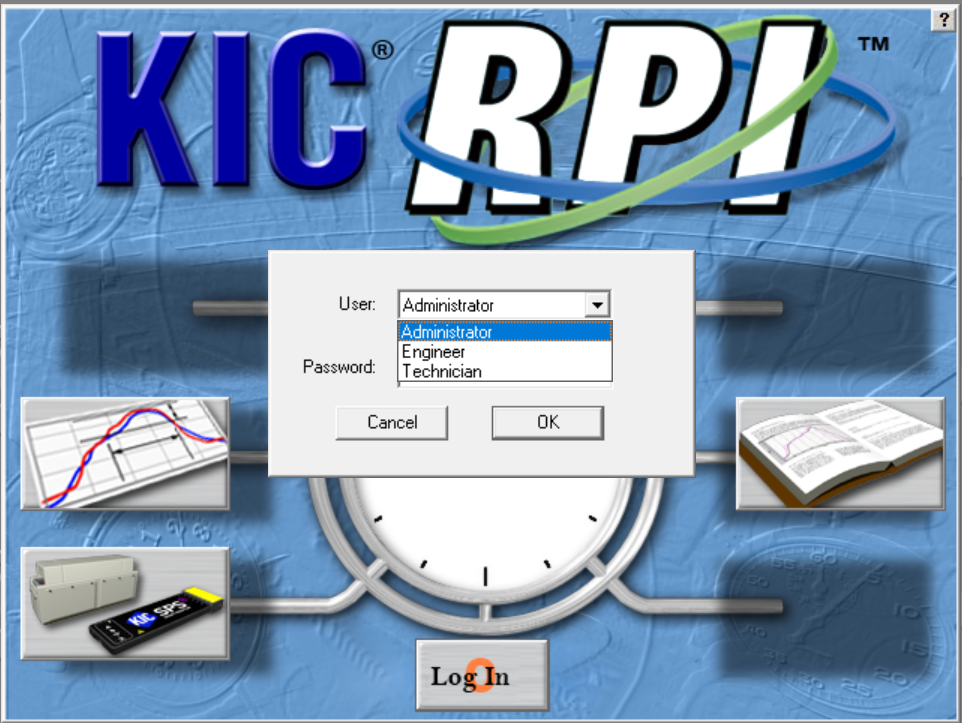 ?
KIC® RPI ™
User: Administrator
Administrator
Engineer
Technician
Password:
Cancel OK
KIC SPS
Log In